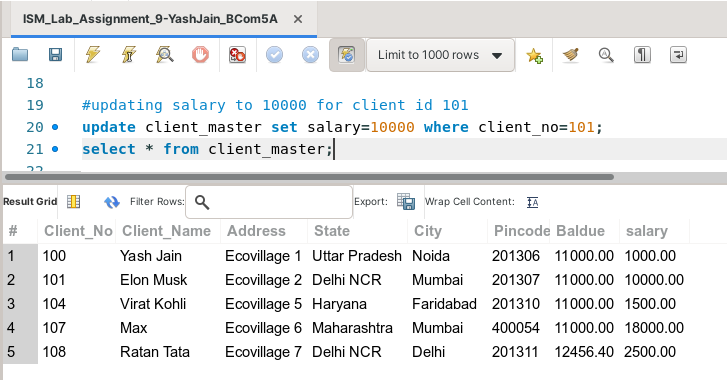 ISM_Lab_Assignment_9-YashJain_BCom5A ×
Limit to 1000 rows
18
19 #updating salary to 10000 for client id 101
20 update client_master set salary=10000 where client_no=101;
21 select * from client_master;
22
Result Grid Filter Rows: Export: Wrap Cell Content: IA
# Client_No Client_Name Address State City Pincode Baldue salary
1 100 Yash Jain Ecovillage 1 Uttar Pradesh Noida 201306 11000.00 1000.00
2 101 Elon Musk Ecovillage 2 Delhi NCR Mumbai 201307 11000.00 10000.00
3 104 Virat Kohli Ecovillage 5 Haryana Faridabad 201310 11000.00 1500.00
4 107 Max Ecovillage 6 Maharashtra Mumbai 400054 11000.00 18000.00
5 108 Ratan Tata Ecovillage 7 Delhi NCR Delhi 201311 12456.40 2500.00